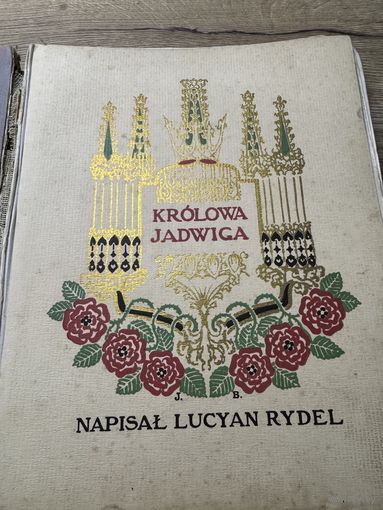 KRÓLOWA
JADWIGA
J. B.
NAPISAŁ LUCYAN RYDEL